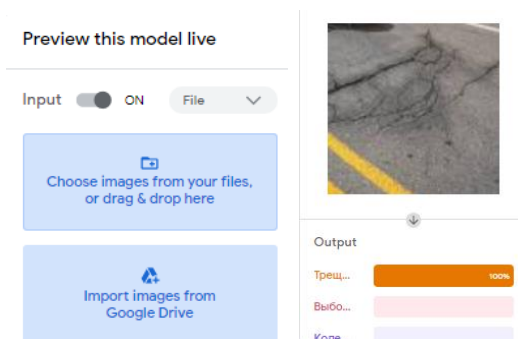 Preview this model live
Input ON File
Choose images from your files,
or drag & drop here
Import images from
Google Drive
Output
Трещ... 100%
Выбо...